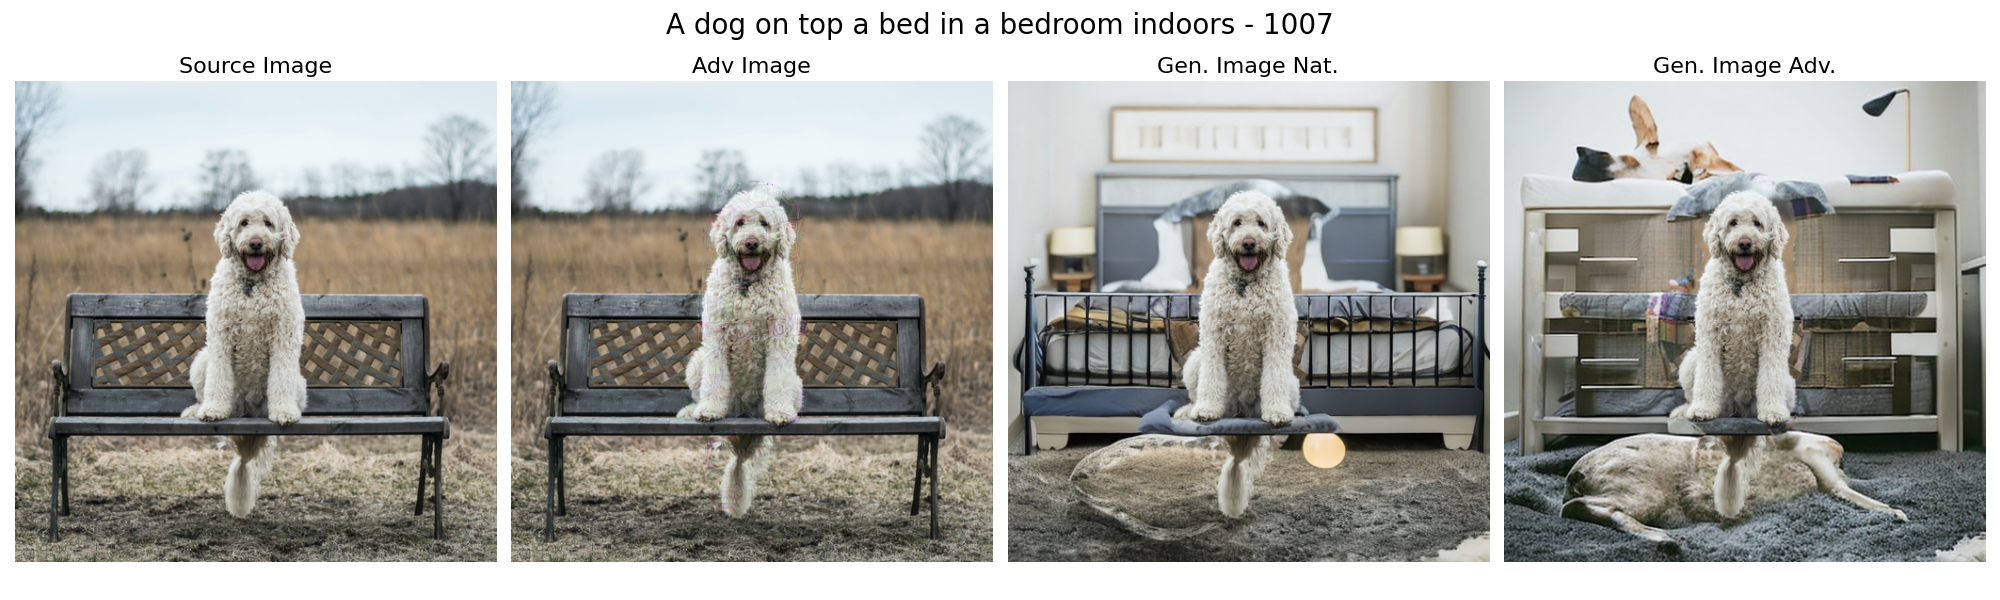 A dog on top a bed in a bedroom indoors - 1007
Source Image
Adv Image
Gen. Image Nat.
Gen. Image Adv.